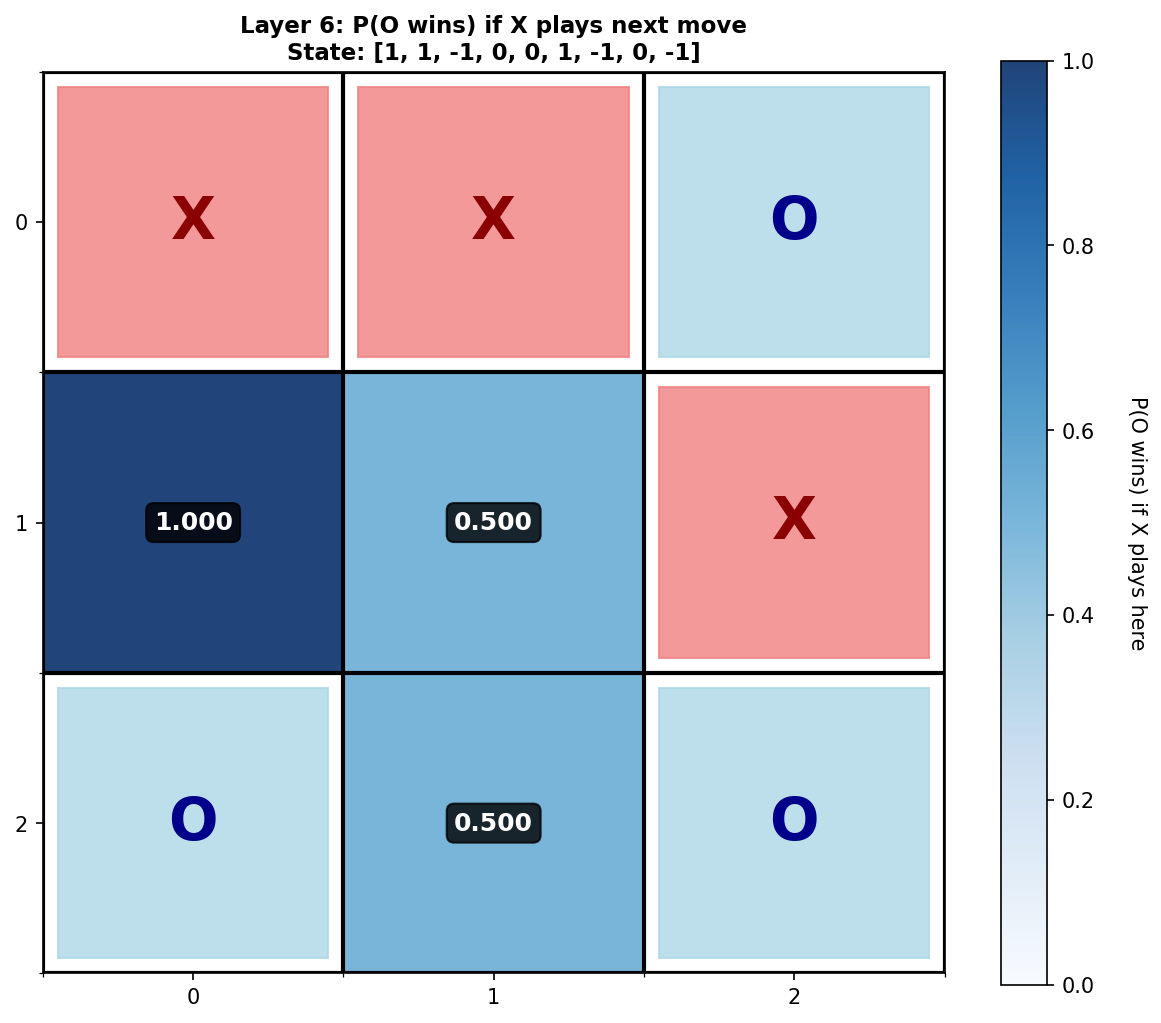 Layer 6: P(O wins) if X plays next move
State: [1, 1, -1, 0, 0, 1, -1, 0, -1]
X X O
1.000 0.500 X
O 0.500 O
0
1
2
0 1 2
1.0
0.8
0.6
0.4
0.2
0.0
P(O wins) if X plays here